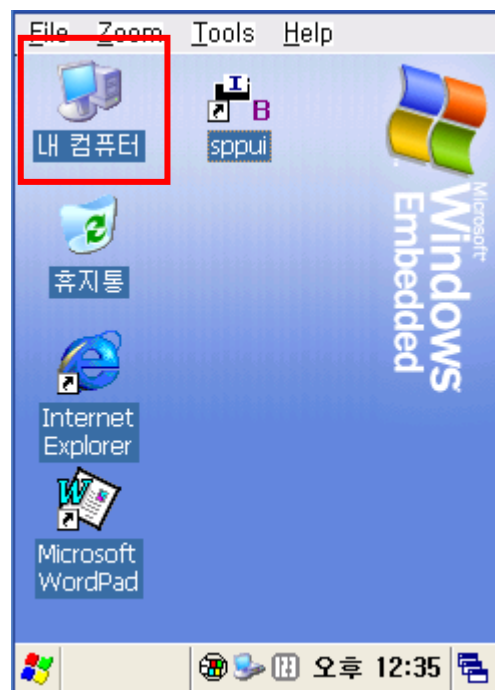 File Zoom Tools Help
내 컴퓨터
sppui
휴지통
Internet
Explorer
Microsoft
WordPad
Microsoft
Windows
Embedded
오후 12:35